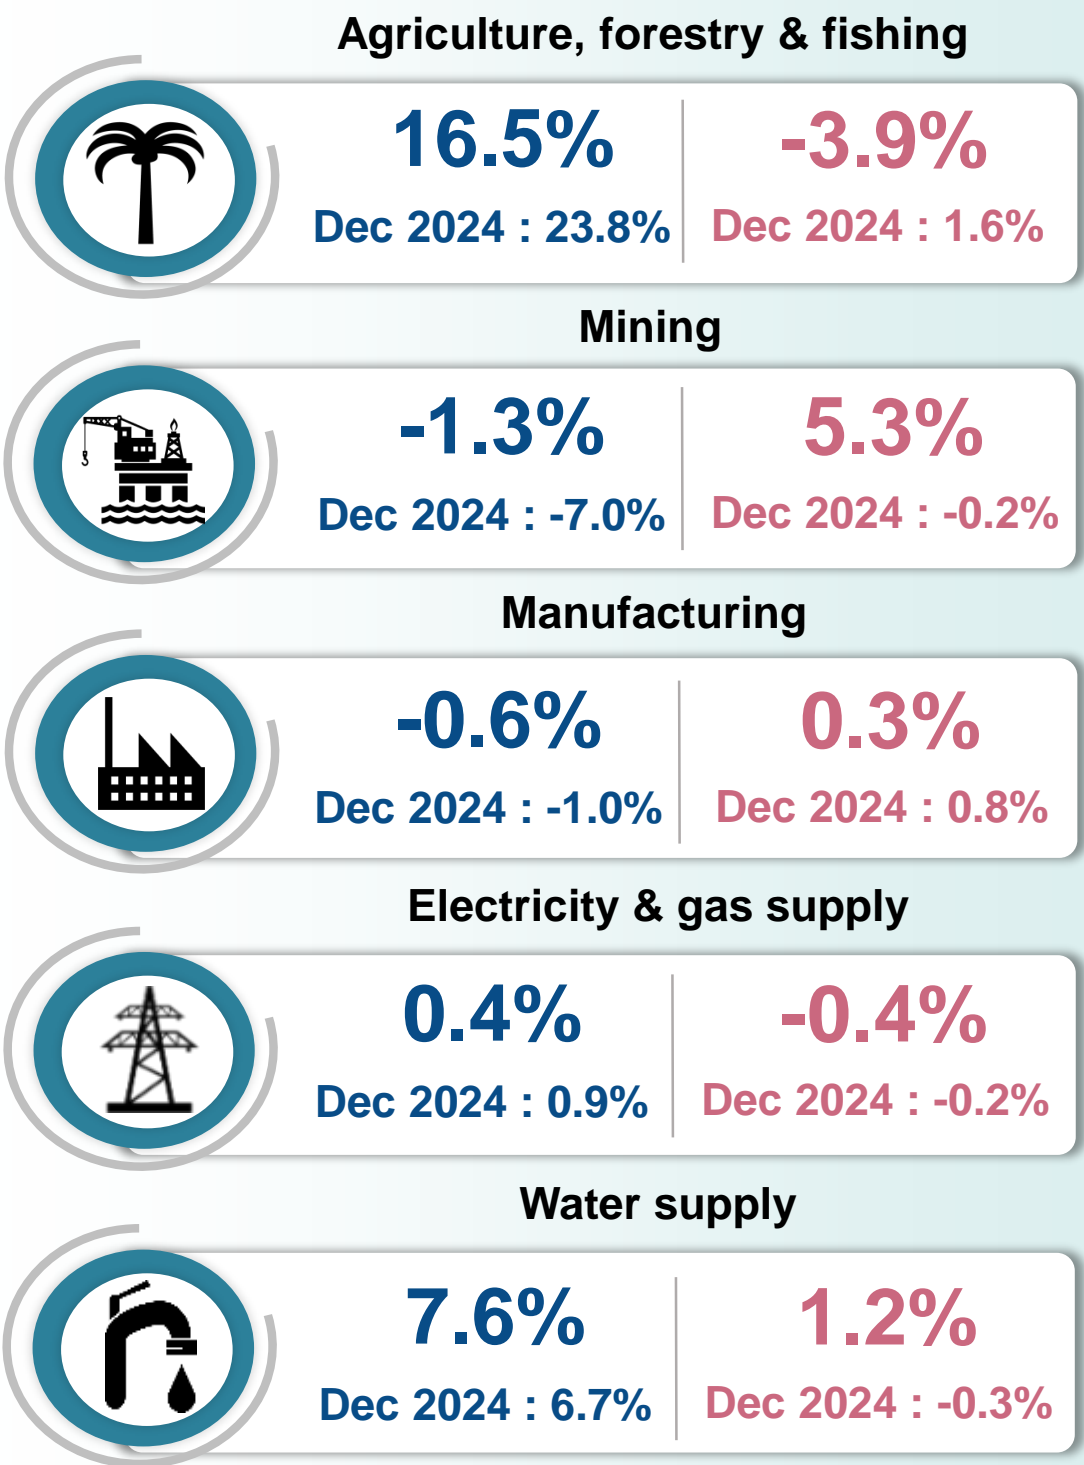 Agriculture, forestry & fishing
16.5% -3.9%
Dec 2024 : 23.8% Dec 2024 : 1.6%
Mining
-1.3% 5.3%
Dec 2024 : -7.0% Dec 2024 : -0.2%
Manufacturing
-0.6% 0.3%
Dec 2024 : -1.0% Dec 2024 : 0.8%
Electricity & gas supply
0.4% -0.4%
Dec 2024 : 0.9% Dec 2024 : -0.2%
Water supply
7.6% 1.2%
Dec 2024 : 6.7% Dec 2024 : -0.3%